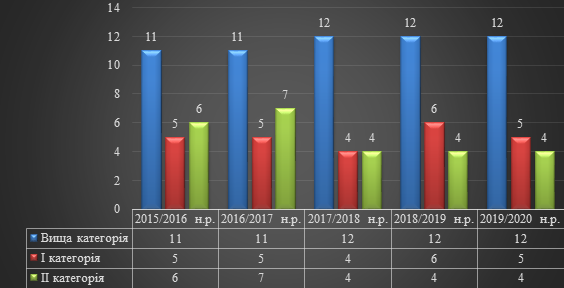 14
12
10
8
6
4
2
0
11 5 6 11 5 7 12 4 4 12 6 4 12 5 4
2015/2016 н.р. 2016/2017 н.р. 2017/2018 н.р. 2018/2019 н.р. 2019/2020 н.р.
Вища категорія 11 11 12 12 12
І категорія 5 5 4 6 5
ІІ категорія 6 7 4 4 4